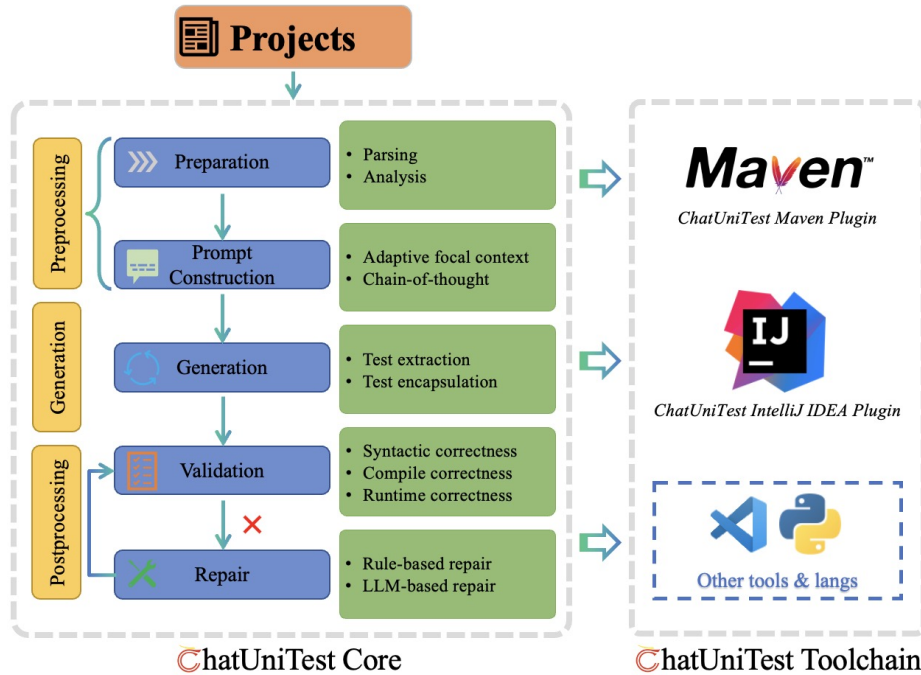 Projects
Preprocessing
Preparation
• Parsing
• Analysis
Prompt
Construction
• Adaptive focal context
• Chain-of-thought
Generation
Generation
• Test extraction
• Test encapsulation
Postprocessing
Validation
• Syntactic correctness
• Compile correctness
• Runtime correctness
Repair
• Rule-based repair
• LLM-based repair
ChatUniTest Core
Maven™
ChatUniTest Maven Plugin
IJ
ChatUniTest IntelliJ IDEA Plugin
Other tools & langs
ChatUniTest Toolchain